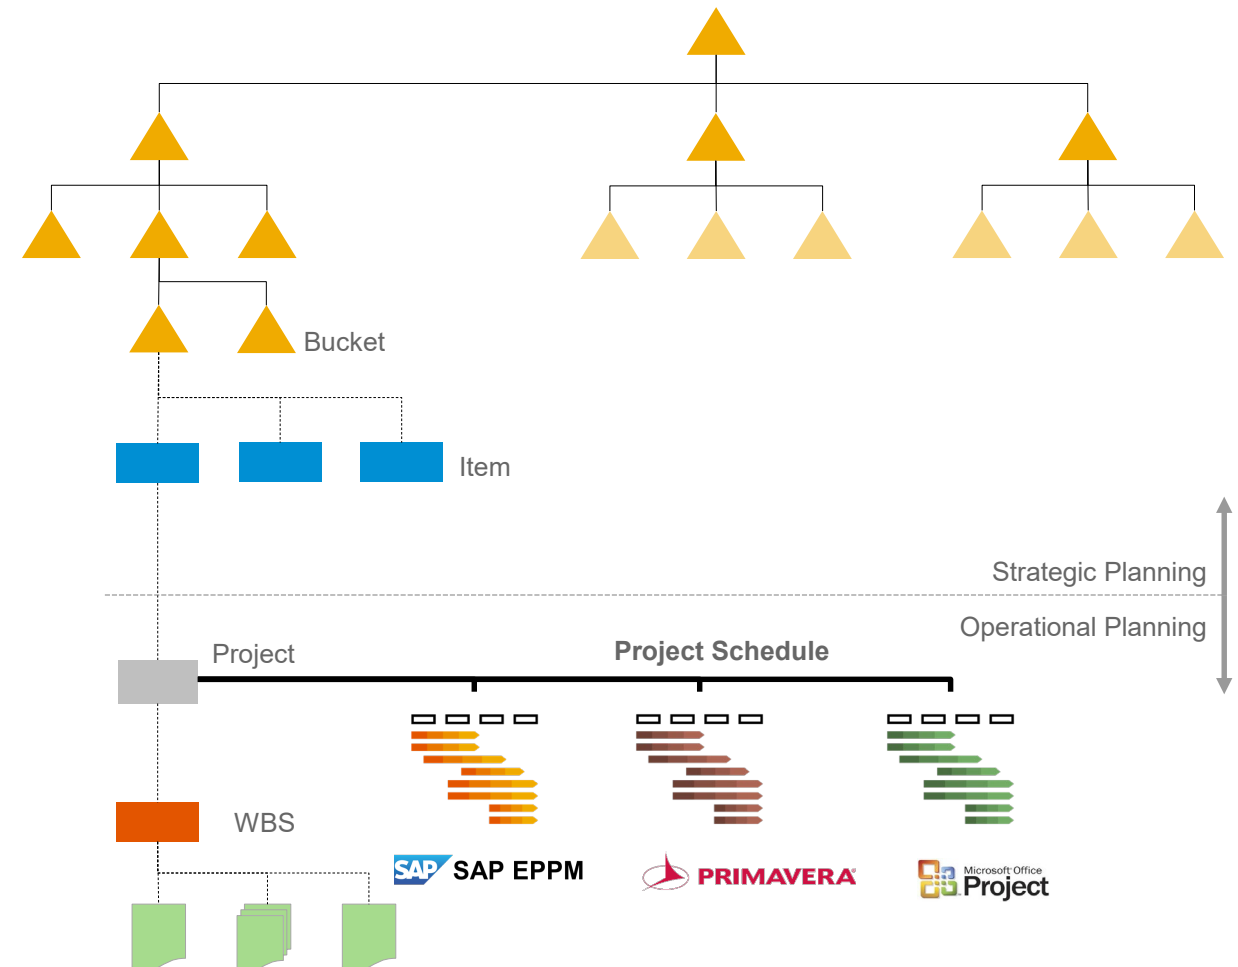 Bucket
Item
Strategic Planning
Operational Planning
Project
Project Schedule
WBS
SAP SAP EPPM
PRIMAVERA®
Microsoft Office
Project